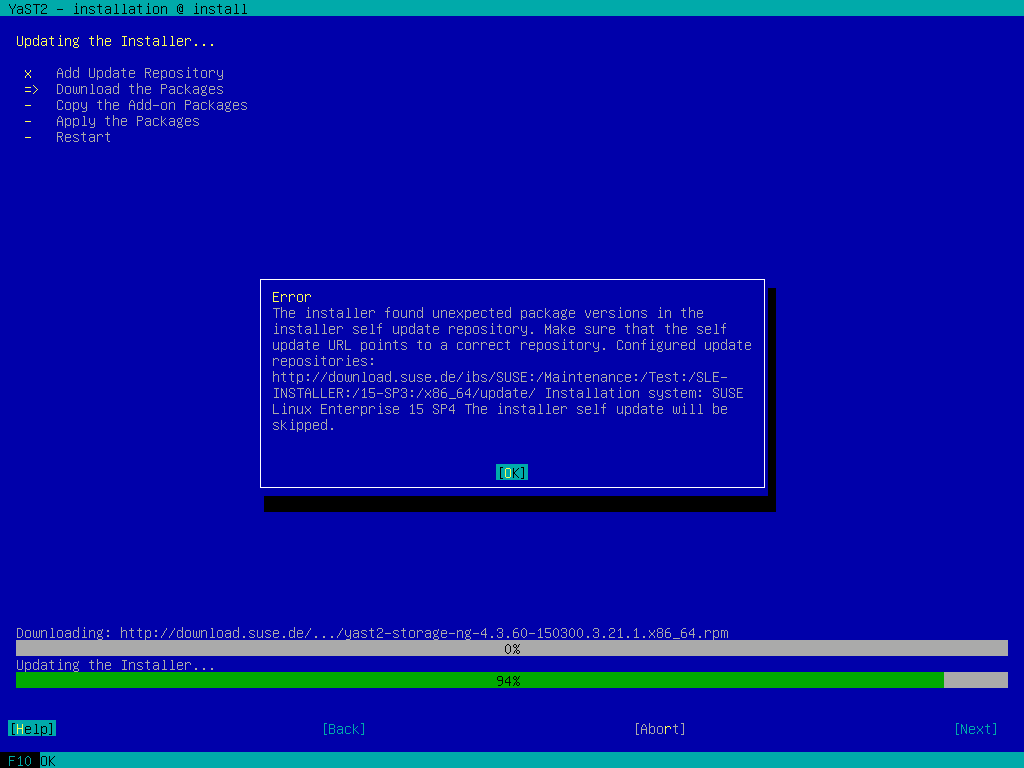 YaST2 - installation @ install
Updating the Installer...
x Add Update Repository
=> Download the Packages
- Copy the Add-on Packages
- Apply the Packages
- Restart
Error
The installer found unexpected package versions in the
installer self update repository. Make sure that the self
update URL points to a correct repository. Configured update
repositories:
http://download.suse.de/ibs/SUSE:/Maintenance:/Test:/SLE-
INSTALLER:/15-SP3:/x86_64/update/ Installation system: SUSE
Linux Enterprise 15 SP4 The installer self update will be
skipped.
[OK]
Downloading: http://download.suse.de/.../yast2-storage-ng-4.3.60-150300.3.21.1.x86_64.rpm
0%
Updating the Installer...
94%
[Help] [Back] [Abort] [Next]
F10 OK